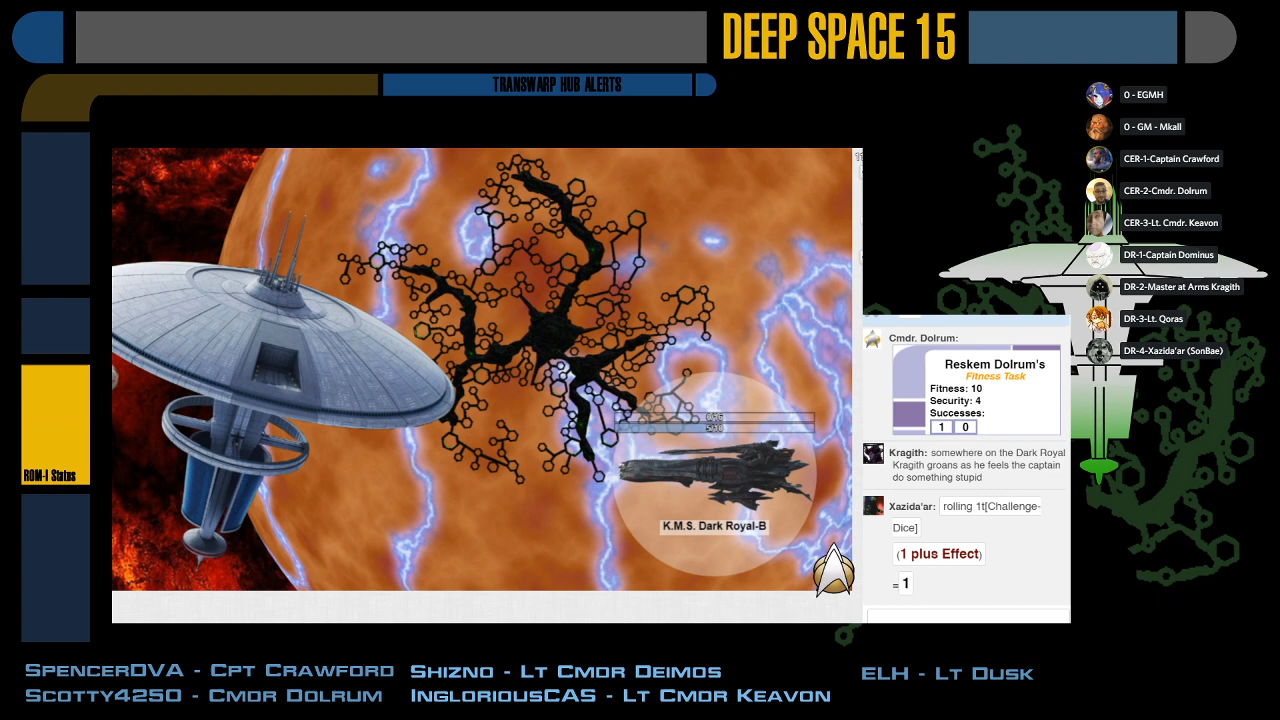 DEEP SPACE 15
TRANSWARP HUB ALERTS
0 - EGMH
0 - GM - Mkall
CER-1-Captain Crawford
CER-2-Cmdr. Dolrum
CER-3-Lt. Cmdr. Keavon
DR-1-Captain Dominus
DR-2-Master at Arms Kragith
DR-3-Lt. Qoras
DR-4-Xazida'ar (SonBae)
ROM-I Status
K.M.S. Dark Royal-B
Cmdr. Dolrum:
Reskem Dolrum's
Fitness Task
Fitness: 10
Security: 4
Successes:
1 0
Kragith: somewhere on the Dark Royal
Kragith groans as he feels the captain
do something stupid
Xazida'ar: rolling 1t[Challenge-
Dice]
(1 plus Effect)
=1
SpencerDVA - Cpt Crawford
Scotty4250 - Cmdr Dolrum
Shizno - Lt Cmdr Deimos
IngloriousCAS - Lt Cmdr Keavon
ELH - Lt Dusk